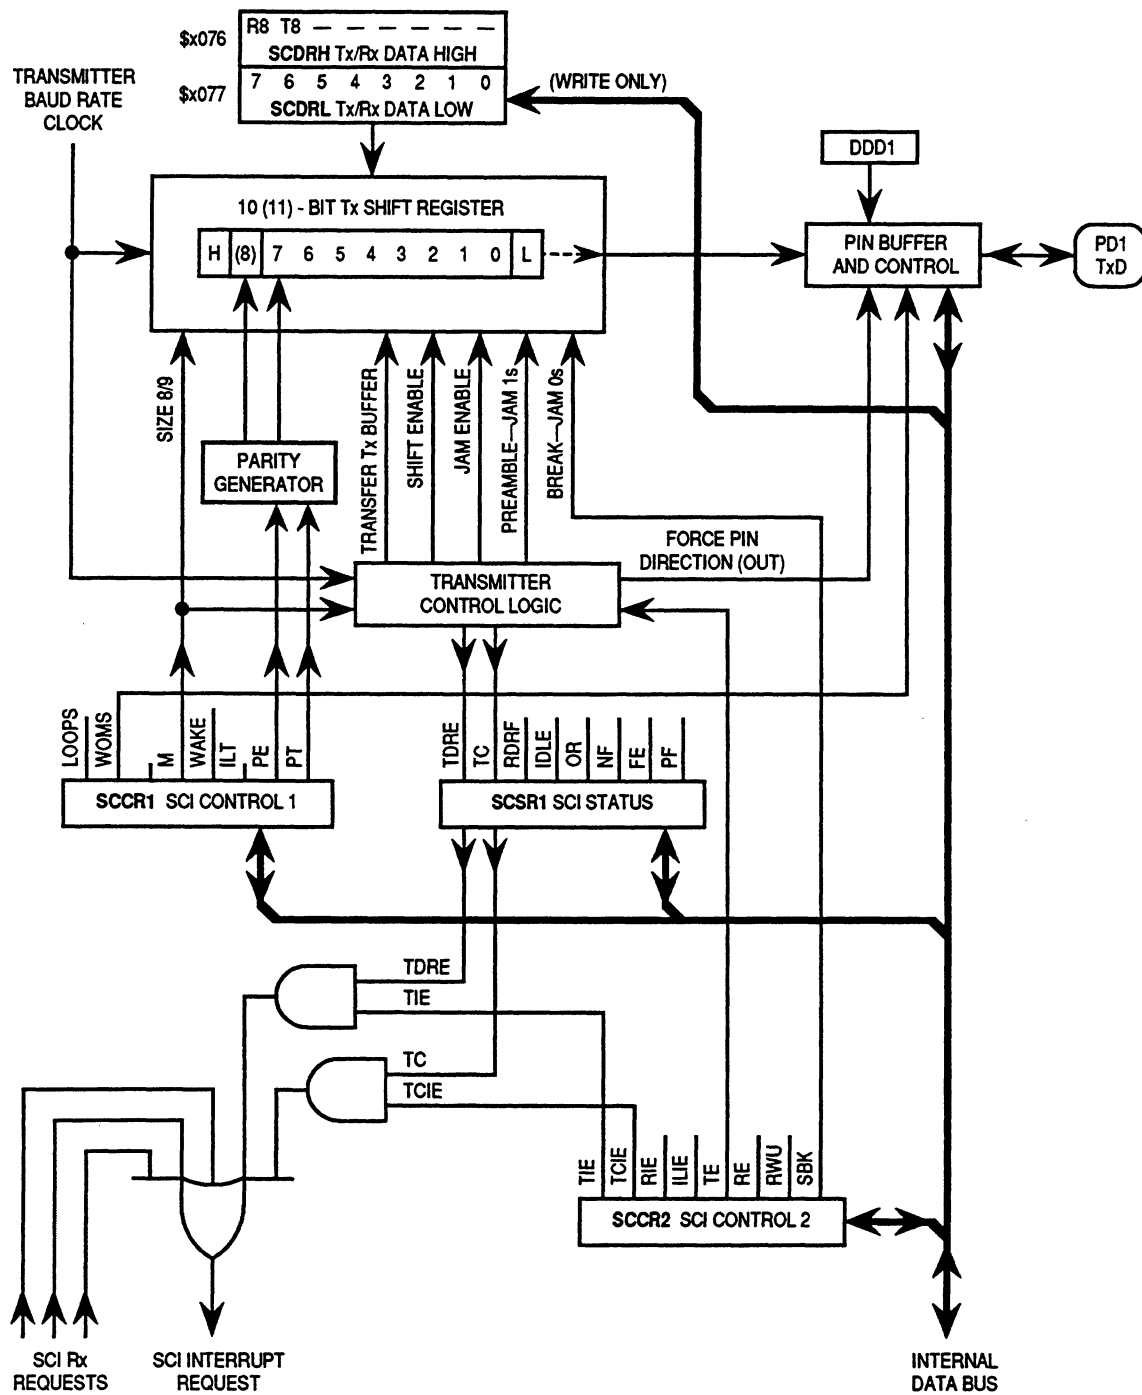 $x076
R8 T8 — — — — — —
SCDRH Tx/Rx DATA HIGH
$x077
7 6 5 4 3 2 1 0
SCDRL Tx/Rx DATA LOW
(WRITE ONLY)
TRANSMITTER
BAUD RATE
CLOCK
DDD1
10 (11) - BIT Tx SHIFT REGISTER
H (8) 7 6 5 4 3 2 1 0 L
PIN BUFFER
AND CONTROL
PD1
TxD
SIZE 8/9
TRANSFER Tx BUFFER
SHIFT ENABLE
JAM ENABLE
PREAMBLE—JAM 1s
BREAK—JAM 0s
PARITY
GENERATOR
FORCE PIN
DIRECTION (OUT)
TRANSMITTER
CONTROL LOGIC
LOOPS
WOMS
M
WAKE
ILT
PE
PT
SCCR1 SCI CONTROL 1
TDRE
TC
RDRF
IDLE
OR
NF
FE
PF
SCSR1 SCI STATUS
TDRE
TIE
TC
TCIE
TIE
TCIE
RIE
ILIE
TE
RE
RWU
SBK
SCCR2 SCI CONTROL 2
SCI Rx
REQUESTS
SCI INTERRUPT
REQUEST
INTERNAL
DATA BUS